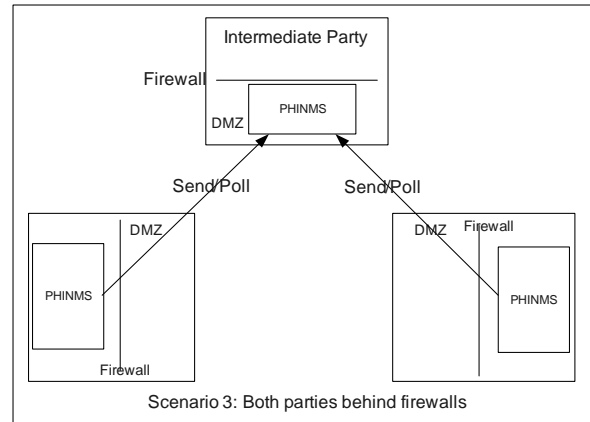 Intermediate Party
Firewall
PHINMS
DMZ
Send/Poll
Send/Poll
DMZ
PHINMS
Firewall
DMZ
Firewall
PHINMS
Scenario 3: Both parties behind firewalls